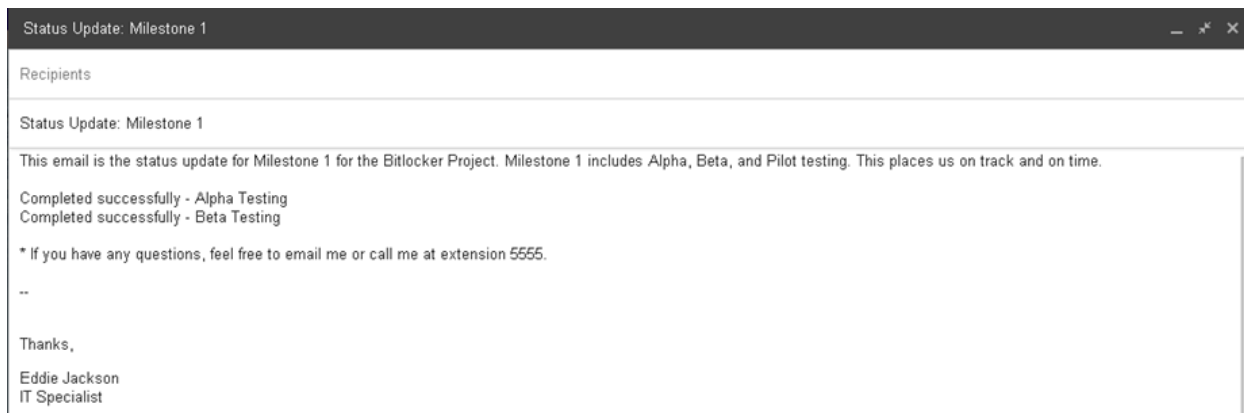 Status Update: Milestone 1
Recipients
Status Update: Milestone 1
This email is the status update for Milestone 1 for the Bitlocker Project. Milestone 1 includes Alpha, Beta, and Pilot testing. This places us on track and on time.
Completed successfully - Alpha Testing
Completed successfully - Beta Testing
* If you have any questions, feel free to email me or call me at extension 5555.
--
Thanks,
Eddie Jackson
IT Specialist